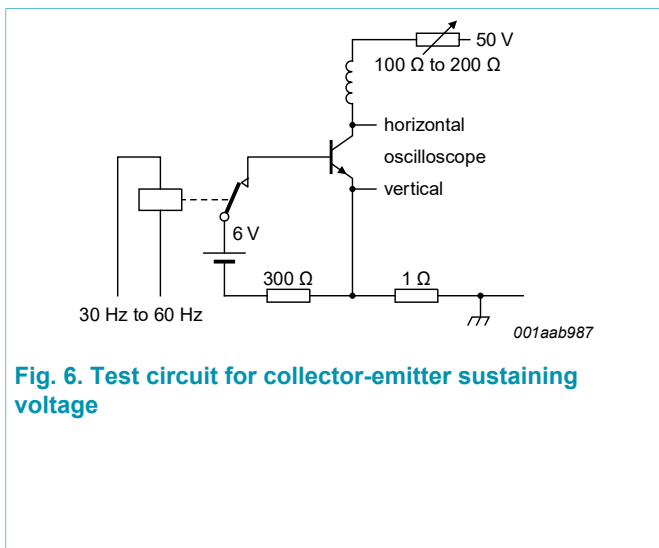 50 V
100 Ω to 200 Ω
horizontal
oscilloscope
vertical
6 V
300 Ω
1 Ω
30 Hz to 60 Hz
001aab987
Fig. 6. Test circuit for collector-emitter sustaining
voltage